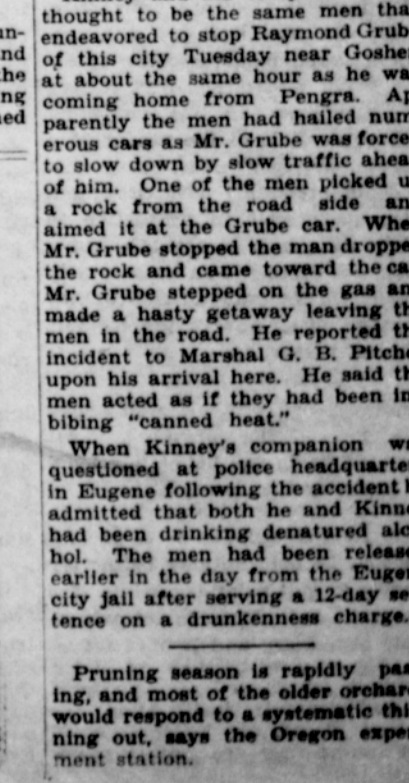 thought to be the same men tha
endeavored to stop Raymond Grub
of this city Tuesday near Goshe
at about the same hour as he wa
coming home from Pengra. Ap
parently the men had hailed num
erous cars as Mr. Grube was force
to slow down by slow traffic ahea
of him. One of the men picked u
a rock from the road side an
aimed it at the Grube car. Whe
Mr. Grube stopped the man droppe
the rock and came toward the ca
Mr. Grube stepped on the gas an
made a hasty getaway leaving th
men in the road. He reported th
incident to Marshal G. B. Pitche
upon his arrival here. He said th
men acted as if they had been im
bibing "canned heat."
When Kinney's companion wa
questioned at police headquarte
in Eugene following the accident h
admitted that both he and Kinne
had been drinking denatured alc
hol. The men had been release
earlier in the day from the Eugen
city jail after serving a 12-day se
tence on a drunkenness charge.
Pruning season is rapidly pas
ing, and most of the older orchar
would respond to a systematic thi
ning out, says the Oregon exper
ment station.